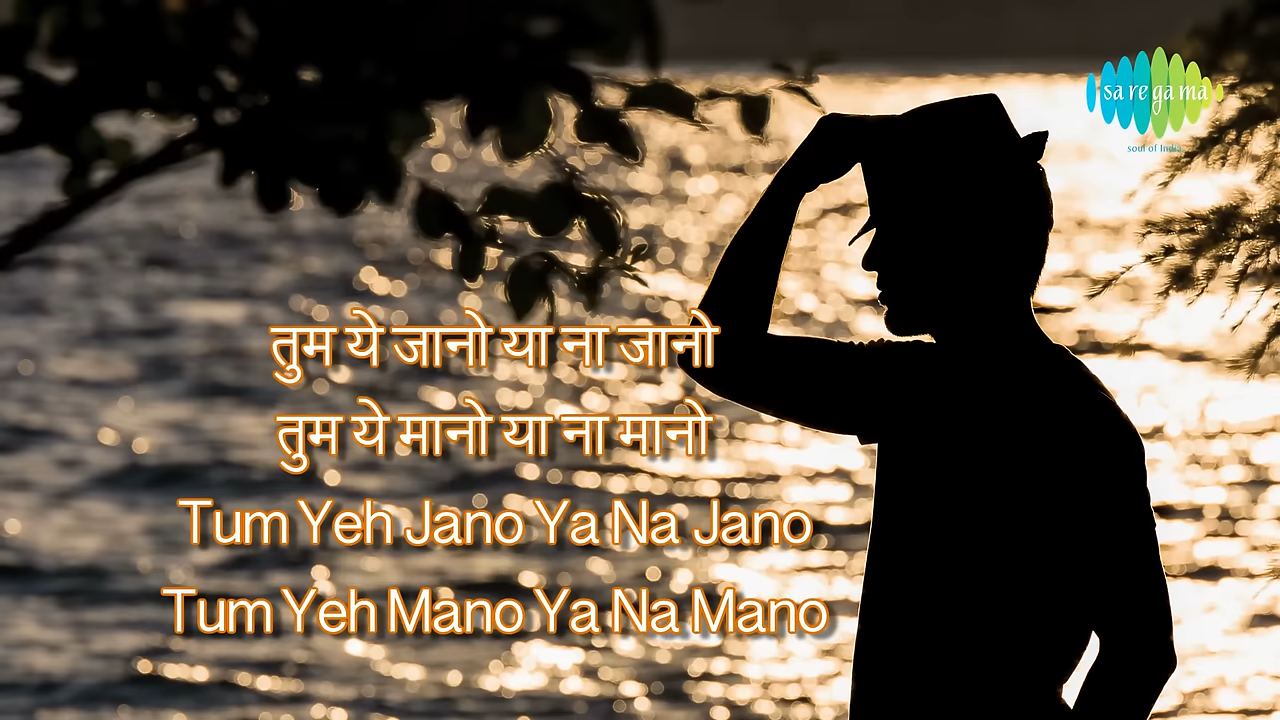 sa re ga ma
soul of India
तुम ये जानो या ना जानो
तुम ये मानो या ना मानो
Tum Yeh Jano Ya Na Jano
Tum Yeh Mano Ya Na Mano